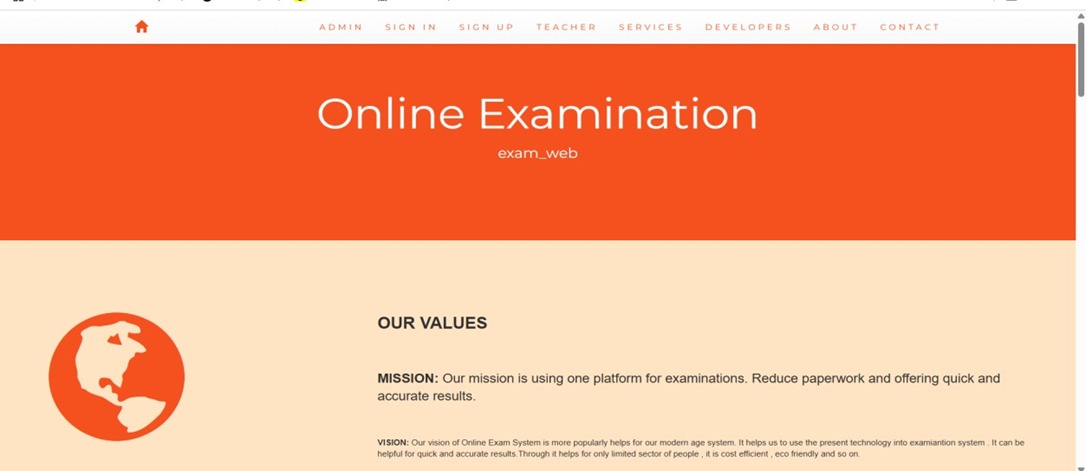 ADMIN SIGN IN SIGN UP TEACHER SERVICES DEVELOPERS ABOUT CONTACT
Online Examination
exam_web
OUR VALUES
MISSION: Our mission is using one platform for examinations. Reduce paperwork and offering quick and
accurate results.
VISION: Our vision of Online Exam System is more popularly helps for our modern age system. It helps us to use the present technology into examiantion system . It can be
helpful for quick and accurate results.Through it helps for only limited sector of people , it is cost efficient , eco friendly and so on.